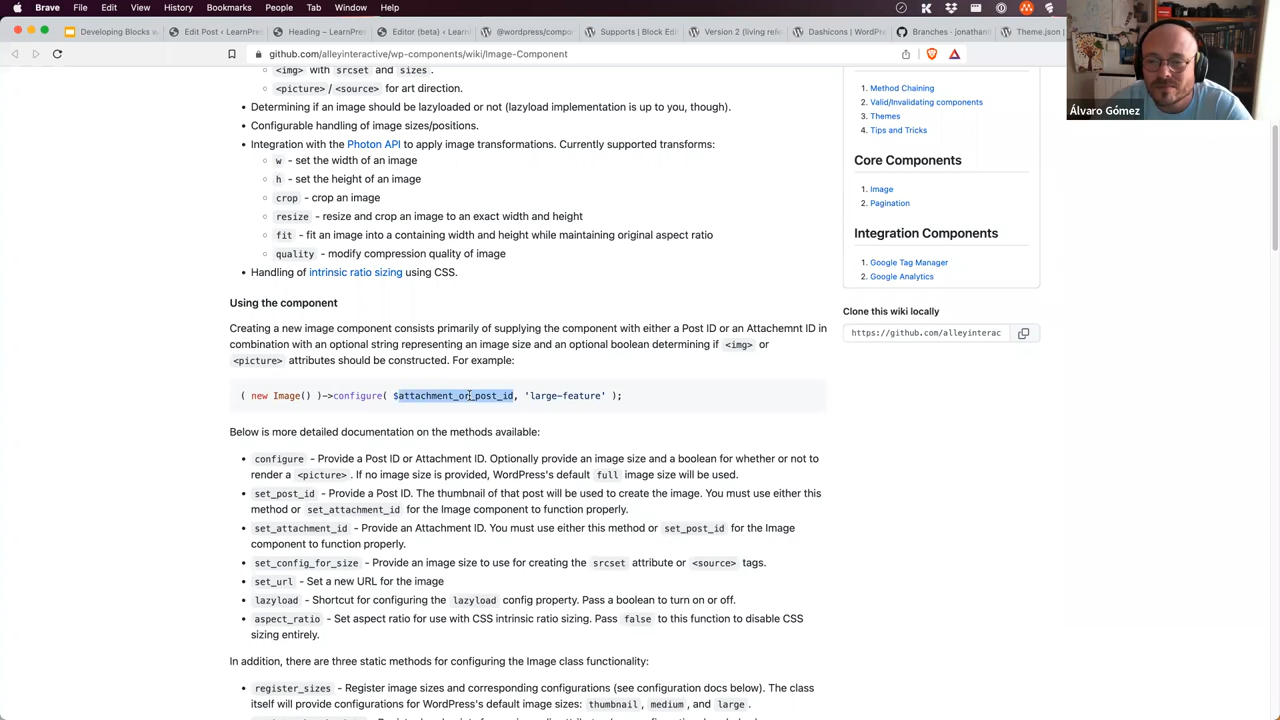 Brave File Edit View History Bookmarks People Tab Window Help
Developing Blocks w
Edit Post ‹ LearnPres
Heading – LearnPres
Editor (beta) ‹ Learn
@wordpress/compo
Supports | Block Edi
Version 2 (living refe
Dashicons | WordPre
Branches · jonathanl
Theme.json |
github.com/alleyinteractive/wp-components/wiki/Image-Component
Álvaro Gómez
<img> with srcset and sizes.
<picture> / <source> for art direction.
• Determining if an image should be lazyloaded or not (lazyload implementation is up to you, though).
• Configurable handling of image sizes/positions.
• Integration with the Photon API to apply image transformations. Currently supported transforms:
w - set the width of an image
h - set the height of an image
crop - crop an image
resize - resize and crop an image to an exact width and height
fit - fit an image into a containing width and height while maintaining original aspect ratio
quality - modify compression quality of image
• Handling of intrinsic ratio sizing using CSS.
Using the component
Creating a new image component consists primarily of supplying the component with either a Post ID or an Attachemnt ID in
combination with an optional string representing an image size and an optional boolean determining if <img> or
<picture> attributes should be constructed. For example:
( new Image() )->configure( $attachment_or_post_id, 'large-feature' );
Below is more detailed documentation on the methods available:
• configure - Provide a Post ID or Attachment ID. Optionally provide an image size and a boolean for whether or not to
render a <picture>. If no image size is provided, WordPress's default full image size will be used.
• set_post_id - Provide a Post ID. The thumbnail of that post will be used to create the image. You must use either this
method or set_attachment_id for the Image component to function properly.
• set_attachment_id - Provide an Attachment ID. You must use either this method or set_post_id for the Image
component to function properly.
• set_config_for_size - Provide an image size to use for creating the srcset attribute or <source> tags.
• set_url - Set a new URL for the image
• lazyload - Shortcut for configuring the lazyload config property. Pass a boolean to turn on or off.
• aspect_ratio - Set aspect ratio for use with CSS intrinsic ratio sizing. Pass false to this function to disable CSS
sizing entirely.
In addition, there are three static methods for configuring the Image class functionality:
• register_sizes - Register image sizes and corresponding configurations (see configuration docs below). The class
itself will provide configurations for WordPress's default image sizes: thumbnail, medium, and large.
1. Method Chaining
2. Valid/Invalidating components
3. Themes
4. Tips and Tricks
Core Components
1. Image
2. Pagination
Integration Components
1. Google Tag Manager
2. Google Analytics
Clone this wiki locally
https://github.com/alleyinterac